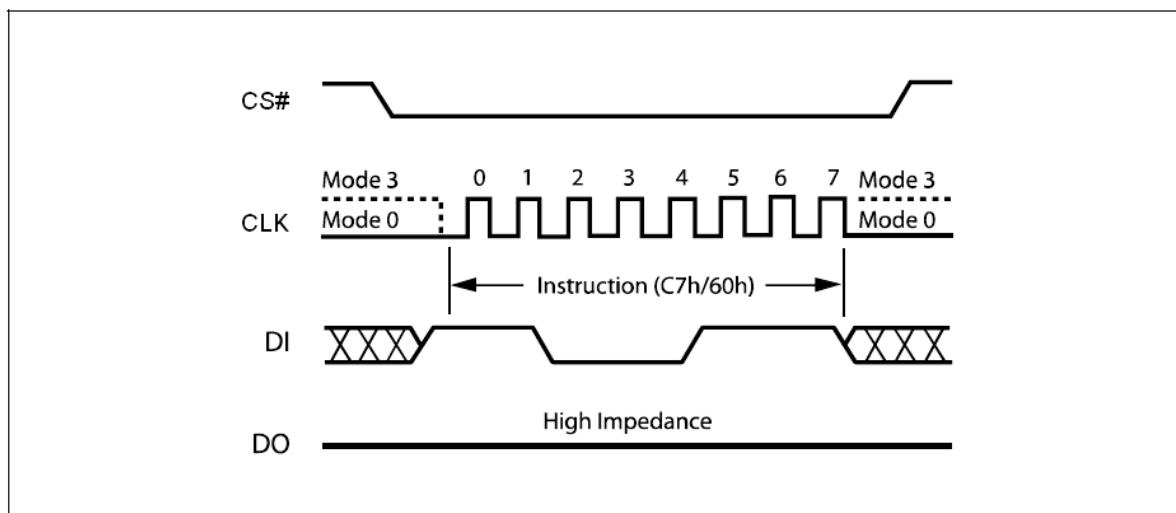 CS#
Mode 3 0 1 2 3 4 5 6 7 Mode 3
CLK Mode 0 Mode 0
Instruction (C7h/60h)
DI
High Impedance
DO